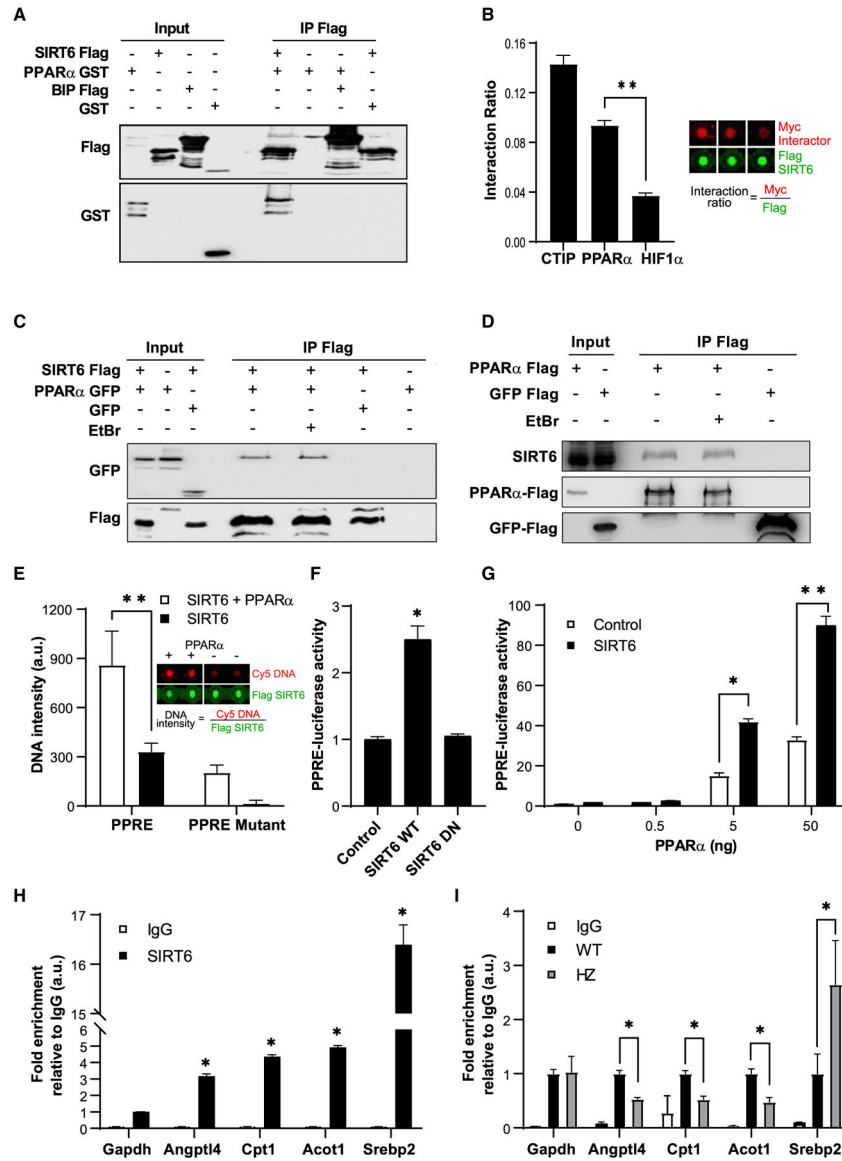 A
Input IP Flag
SIRT6 Flag - + - - + - - +
PPARα GST + - - - + + + -
BIP Flag - - + - - - + -
GST - - - + - - - +
Flag
GST
B
Interaction Ratio
0.16
0.12
0.08
0.04
0.00
**
CTIP PPARα HIF1α
Myc
Interactor
Flag
SIRT6
Interaction ratio = Myc
Flag
C
Input IP Flag
SIRT6 Flag + - + + + + -
PPARα GFP + + - + + - +
GFP - - + - - + -
EtBr - + - -
GFP
Flag
D
Input IP Flag
PPARα Flag + - + + -
GFP Flag - + - - +
EtBr - + -
SIRT6
PPARα-Flag
GFP-Flag
E
DNA intensity (a.u.)
1200
900
600
300
0
**
SIRT6 + PPARα
SIRT6
PPARα
+ + - -
Cy5 DNA
Flag SIRT6
DNA intensity = Cy5 DNA
Flag SIRT6
PPRE PPRE Mutant
F
PPRE-luciferase activity
3
2
1
0
*
Control SIRT6 WT SIRT6 DN
G
PPRE-luciferase activity
100
80
60
40
20
0
Control
SIRT6
*
**
0 0.5 5 50
PPARα (ng)
H
Fold enrichment
relative to IgG (a.u.)
17
16
15
6
5
4
3
2
1
0
IgG
SIRT6
* * * *
Gapdh Angptl4 Cpt1 Acot1 Srebp2
I
Fold enrichment
relative to IgG (a.u.)
4
3
2
1
0
IgG
WT
HZ
* * * *
Gapdh Angptl4 Cpt1 Acot1 Srebp2